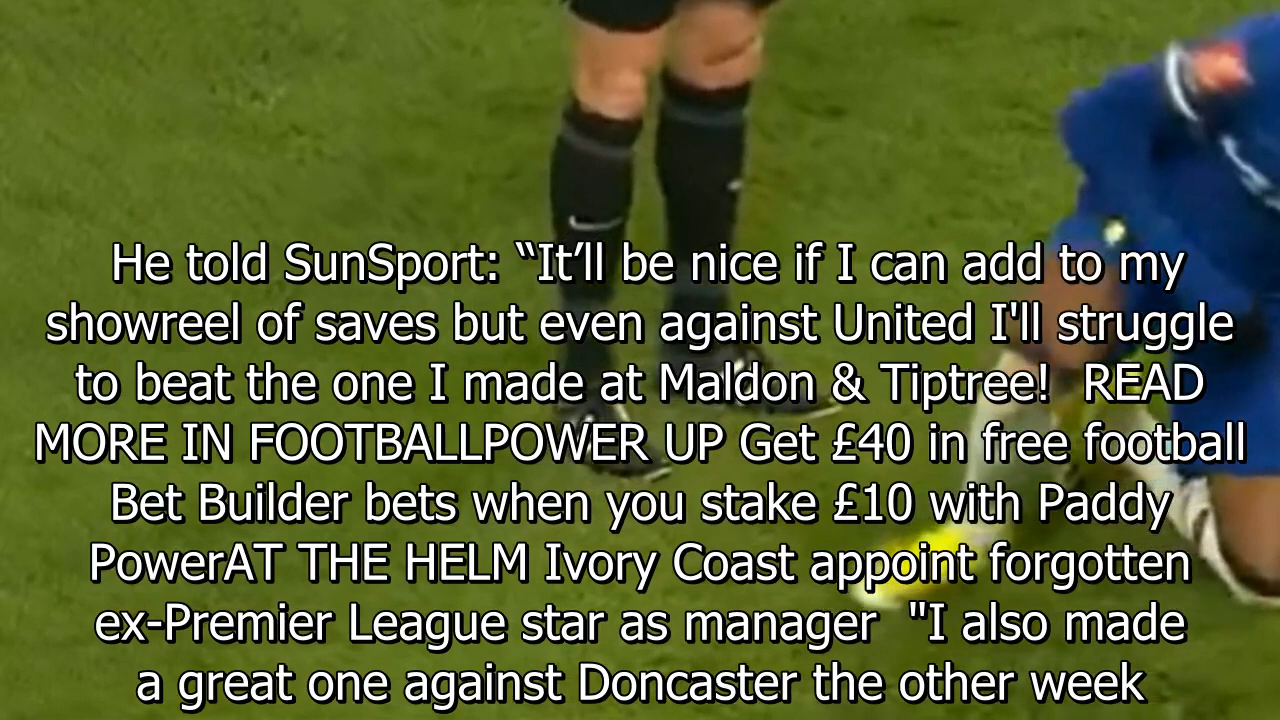 He told SunSport: “It’ll be nice if I can add to my
showreel of saves but even against United I'll struggle
to beat the one I made at Maldon & Tiptree!  READ
MORE IN FOOTBALLPOWER UP Get £40 in free football
Bet Builder bets when you stake £10 with Paddy
PowerAT THE HELM Ivory Coast appoint forgotten
ex-Premier League star as manager  "I also made
a great one against Doncaster the other week